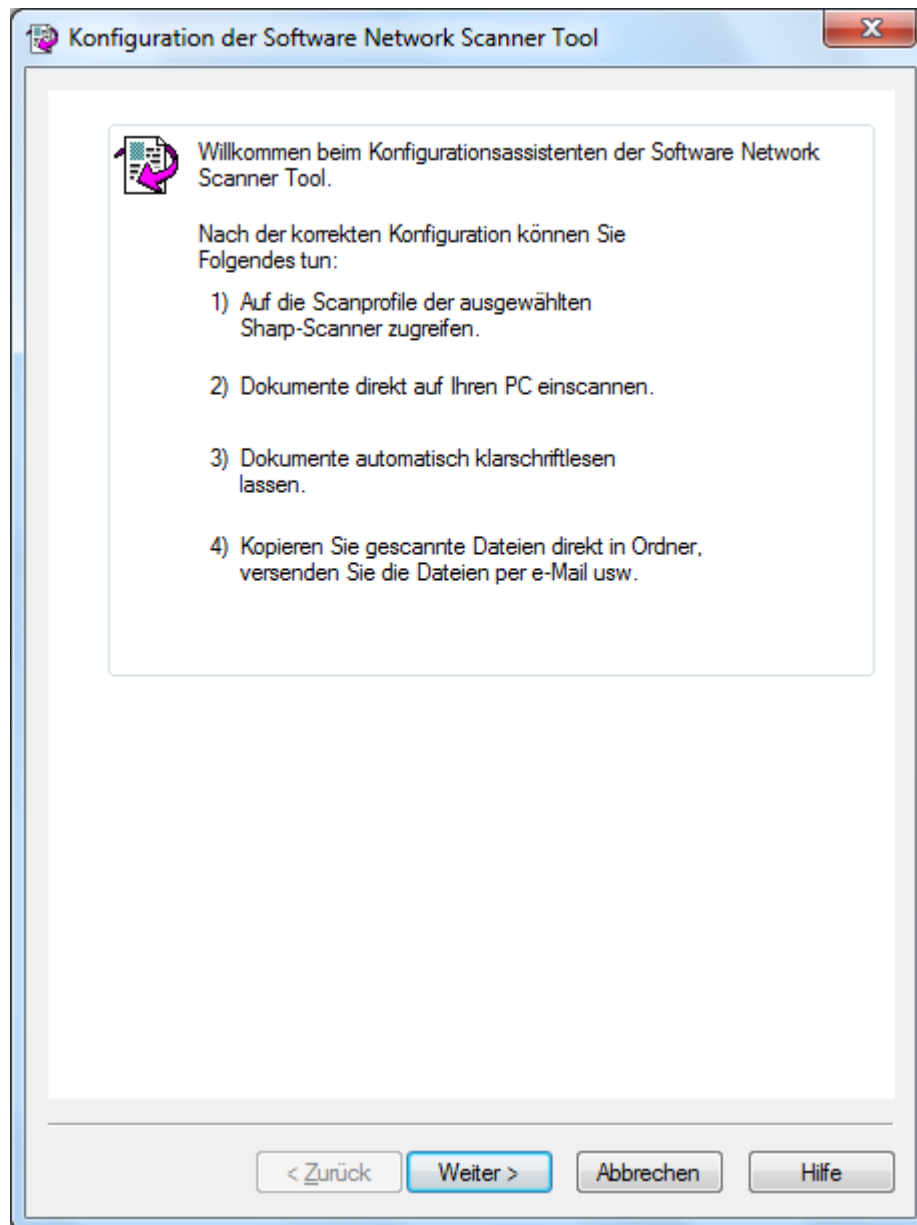 Konfiguration der Software Network Scanner Tool
Willkommen beim Konfigurationsassistenten der Software Network
Scanner Tool.
Nach der korrekten Konfiguration können Sie
Folgendes tun:
1) Auf die Scanprofile der ausgewählten
Sharp-Scanner zugreifen.
2) Dokumente direkt auf Ihren PC einscannen.
3) Dokumente automatisch klarschriftlesen
lassen.
4) Kopieren Sie gescannte Dateien direkt in Ordner,
versenden Sie die Dateien per e-Mail usw.
< Zurück Weiter > Abbrechen Hilfe